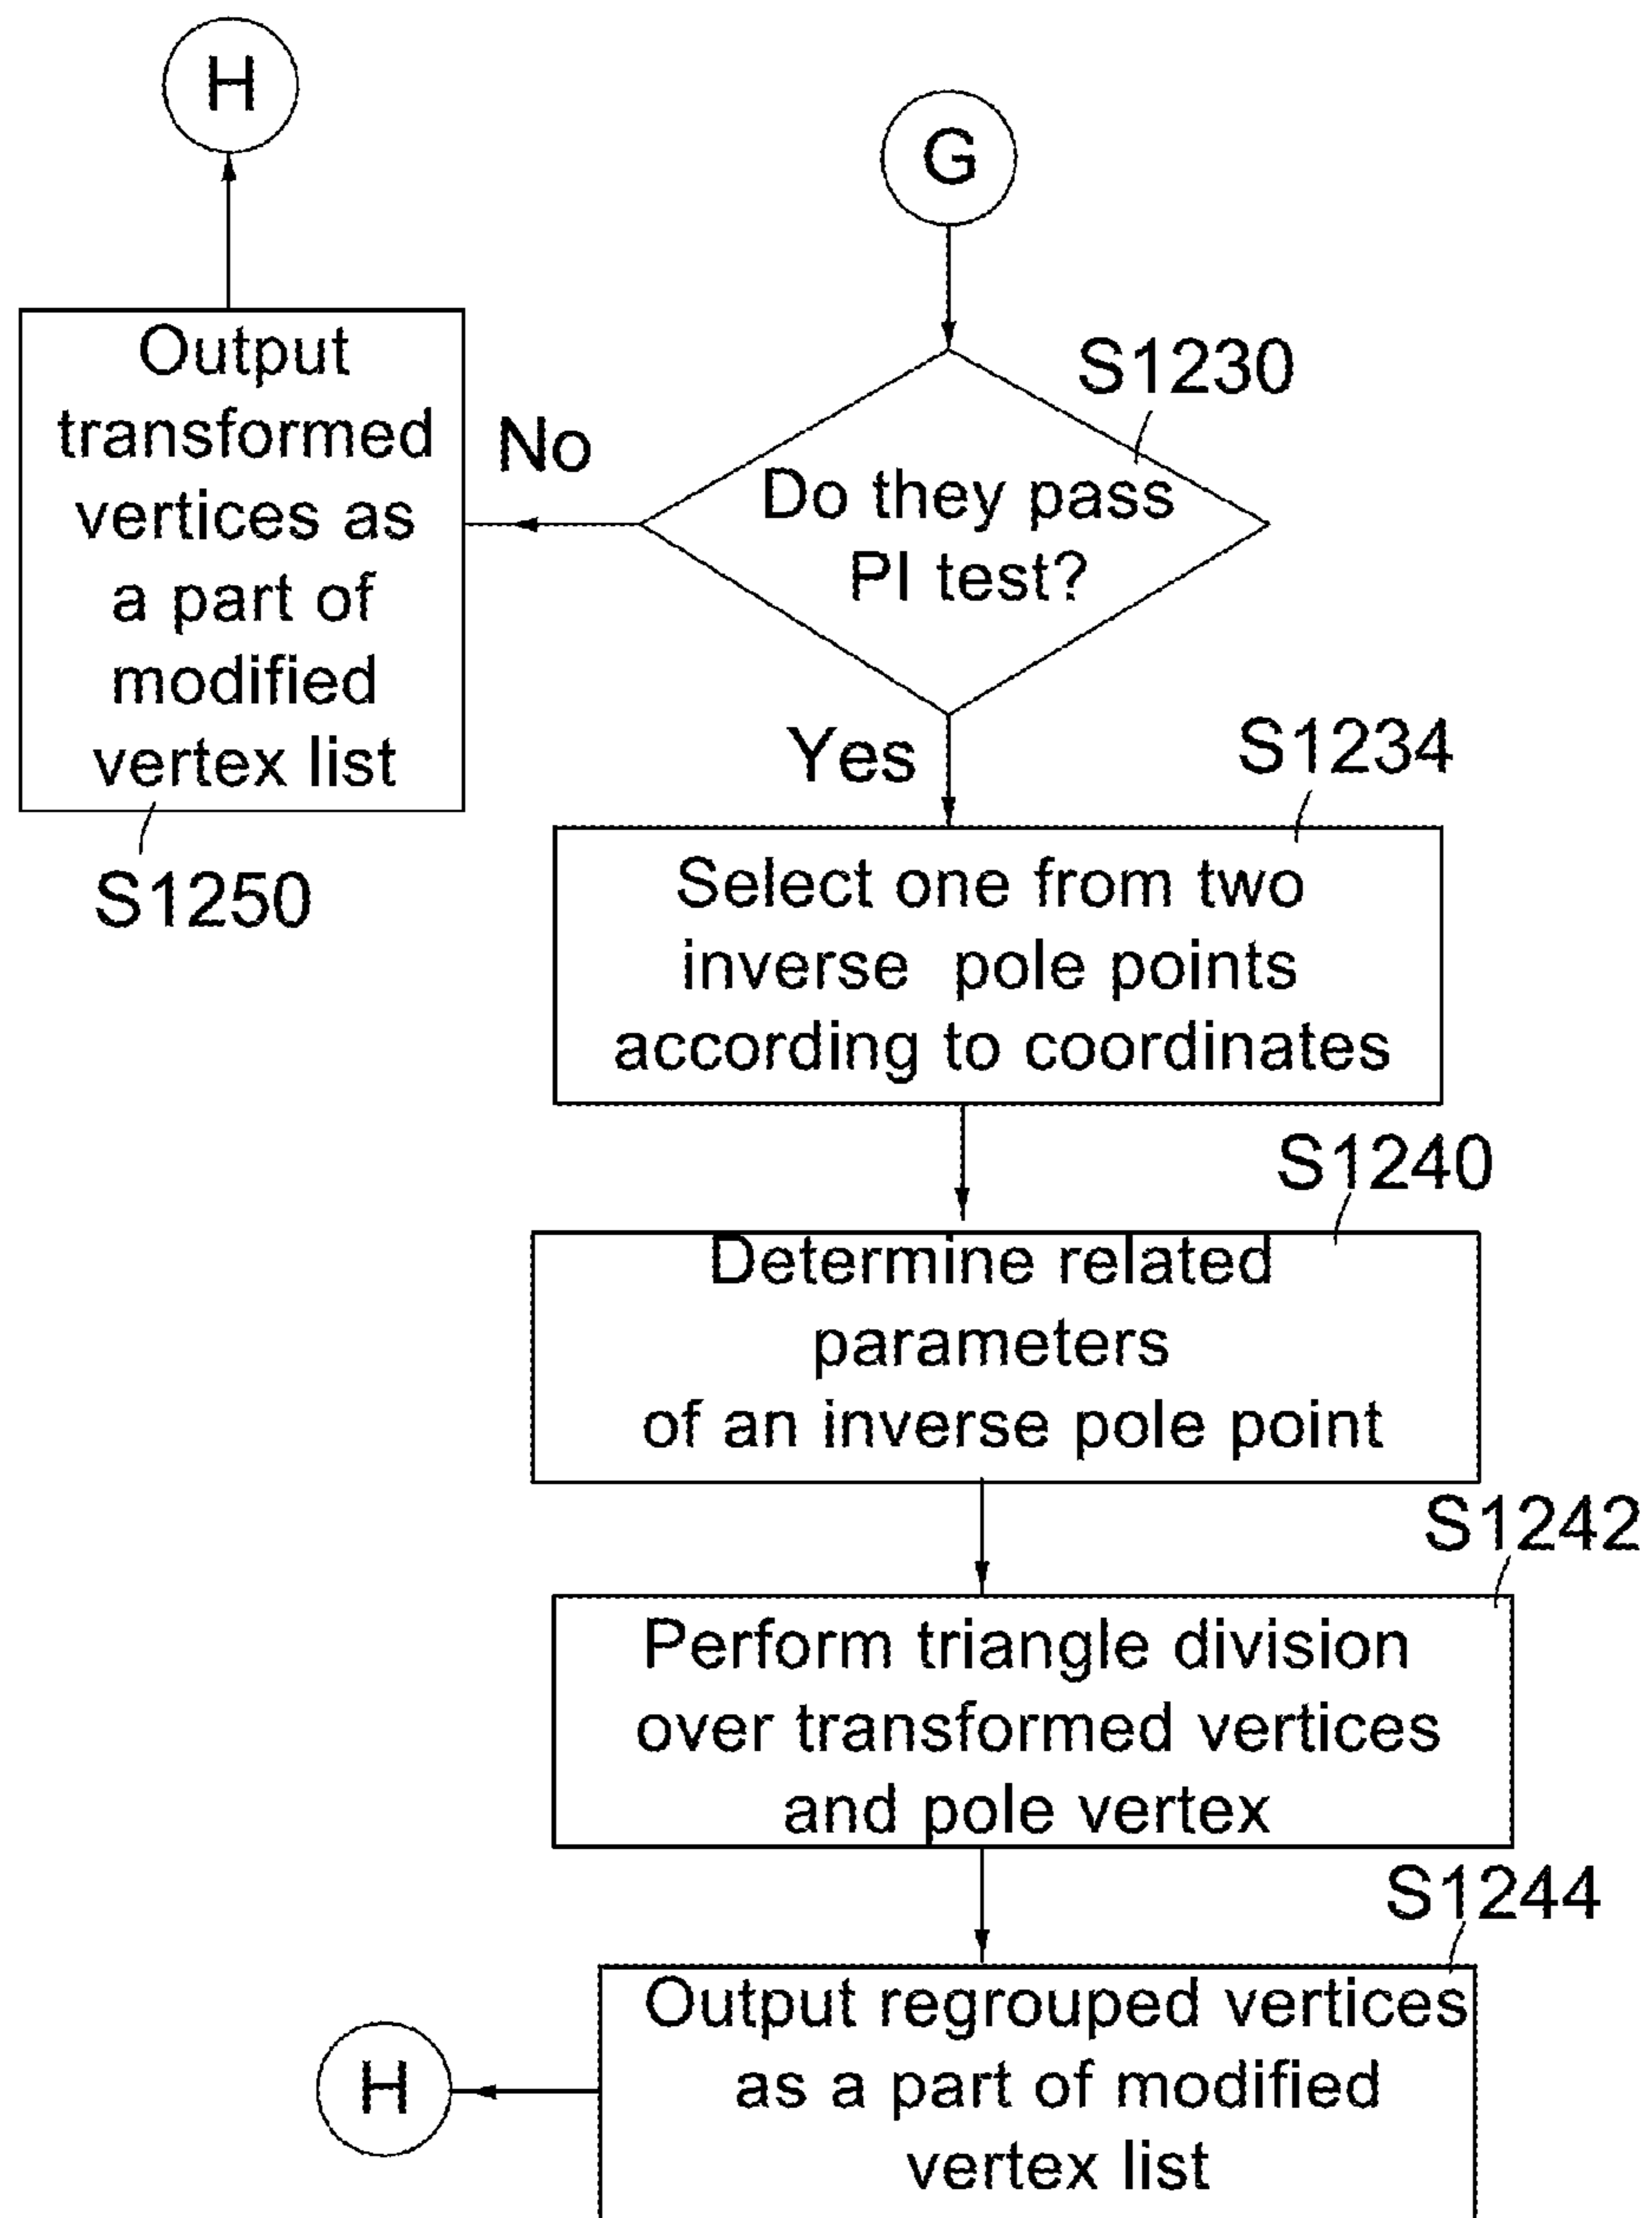 H
G
S1230
Do they pass
PI test?
No
Output
transformed
vertices as
a part of
modified
vertex list
S1250
Yes
S1234
Select one from two
inverse pole points
according to coordinates
S1240
Determine related
parameters
of an inverse pole point
S1242
Perform triangle division
over transformed vertices
and pole vertex
S1244
Output regrouped vertices
as a part of modified
vertex list
H